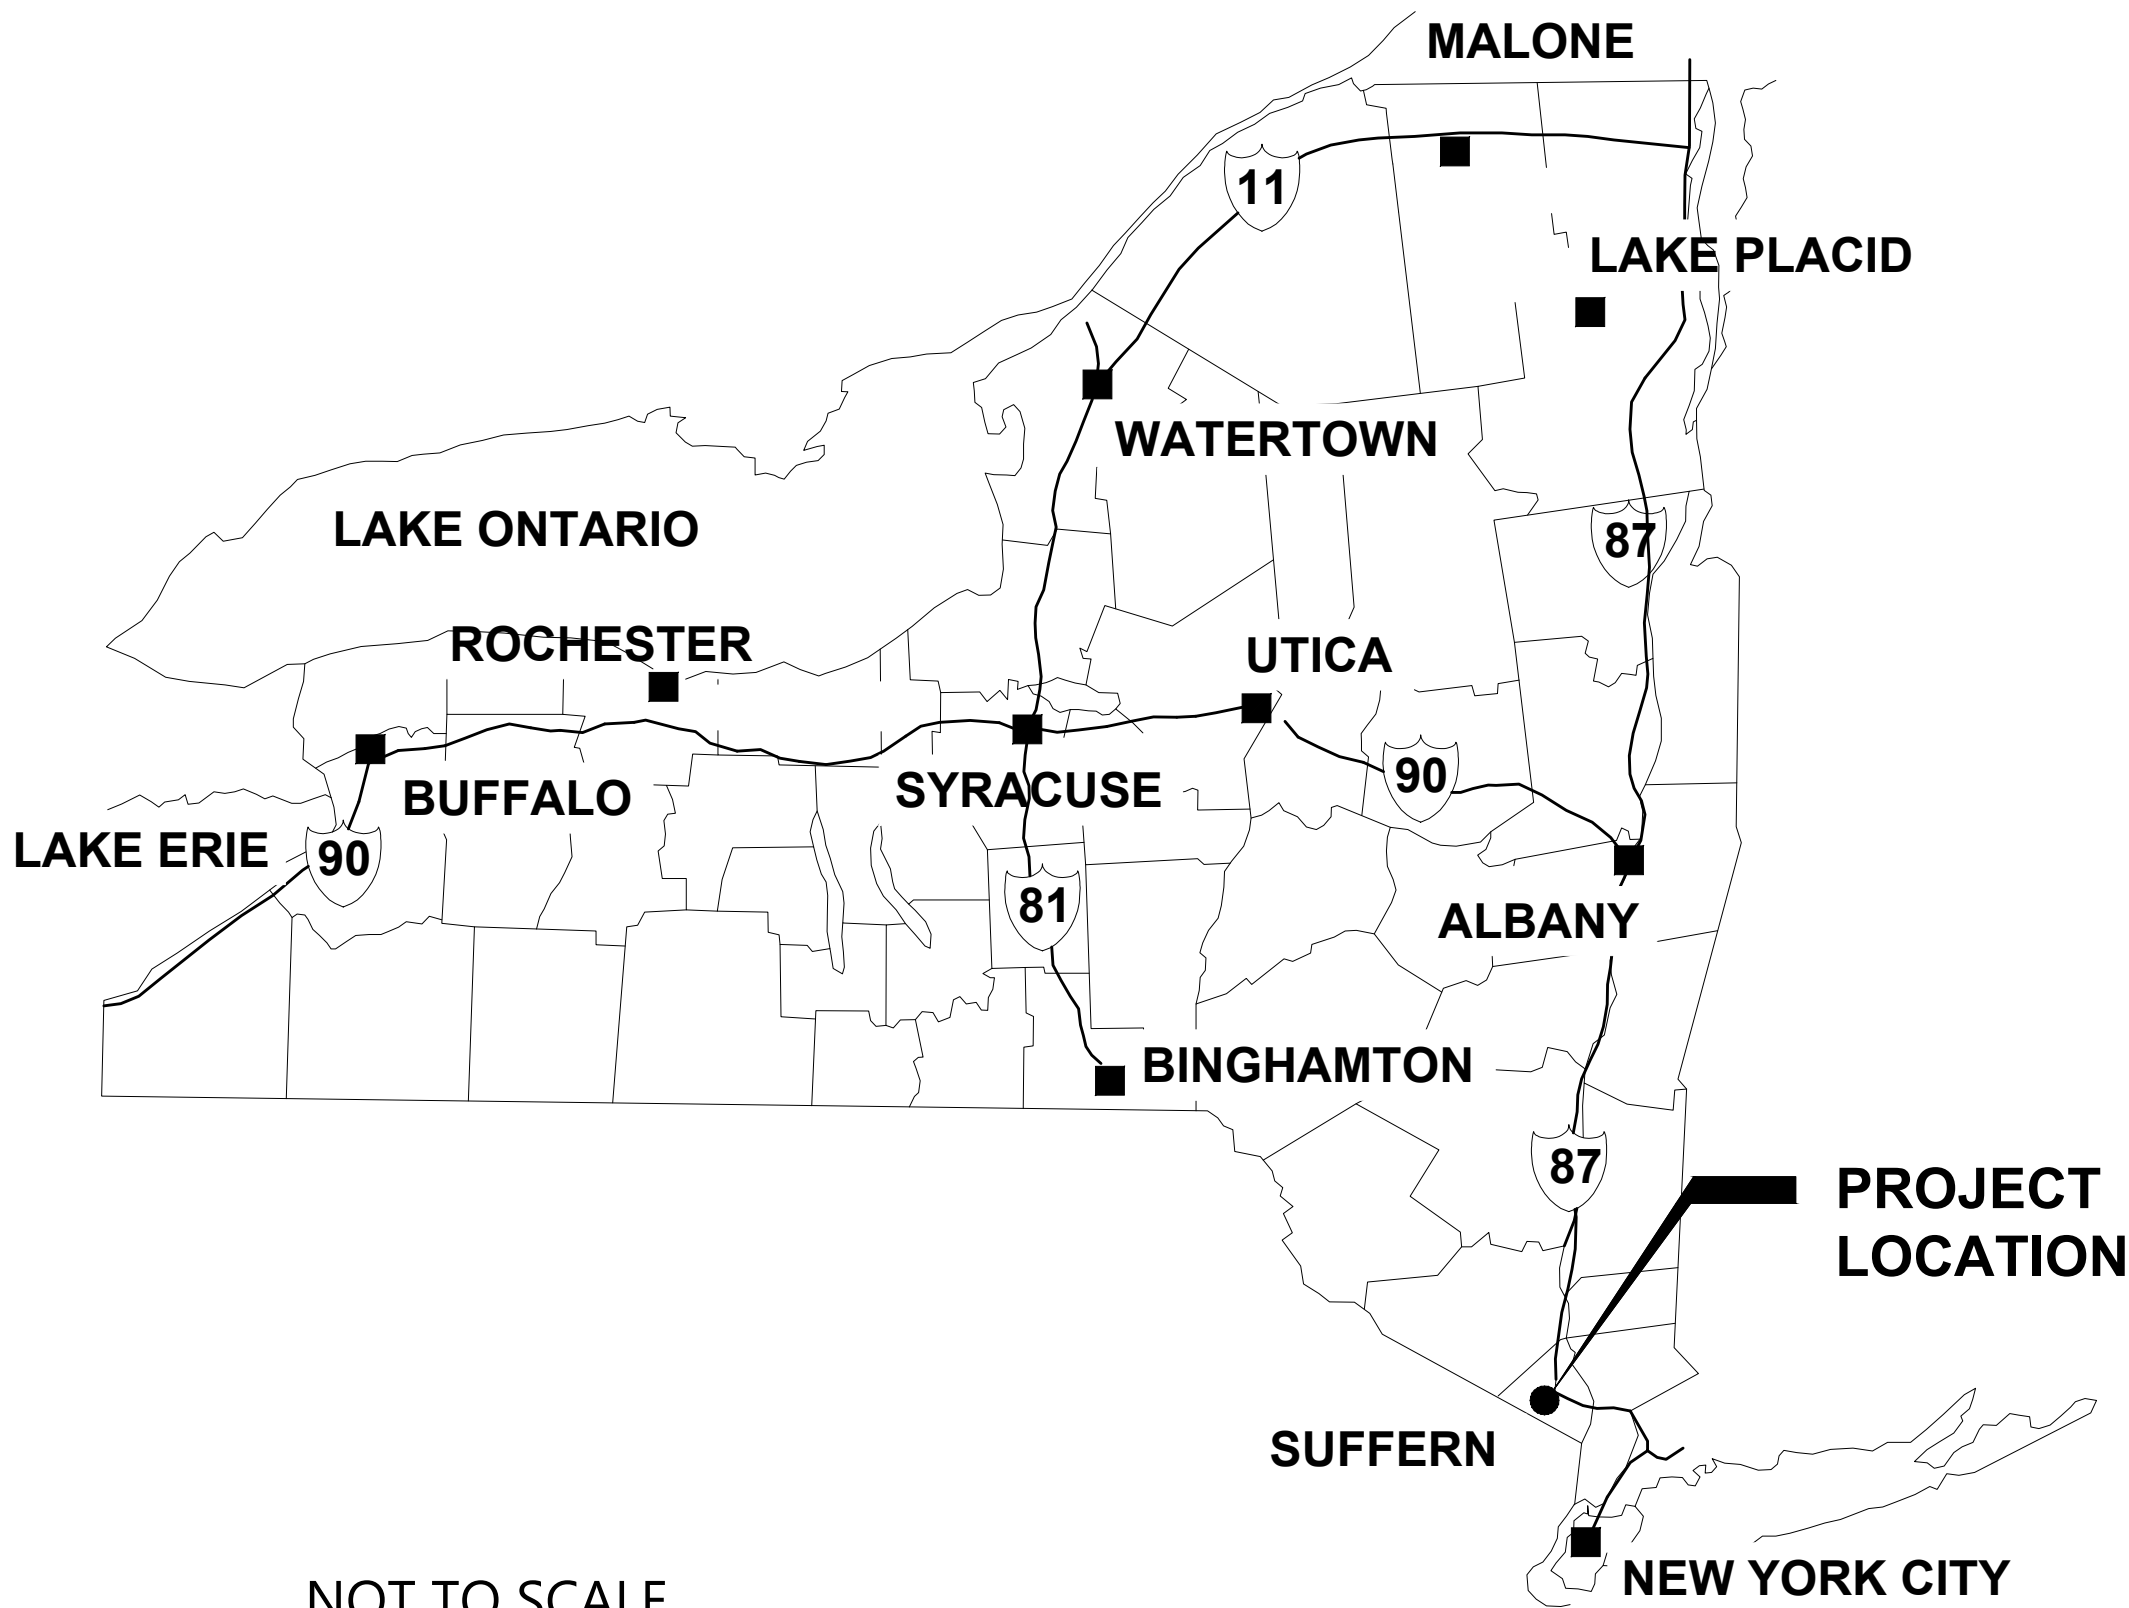 MALONE
11
LAKE PLACID
WATERTOWN
LAKE ONTARIO
87
ROCHESTER
UTICA
90
BUFFALO
SYRACUSE
LAKE ERIE
90
81
ALBANY
BINGHAMTON
87
PROJECT
LOCATION
SUFFERN
NEW YORK CITY
NOT TO SCALE